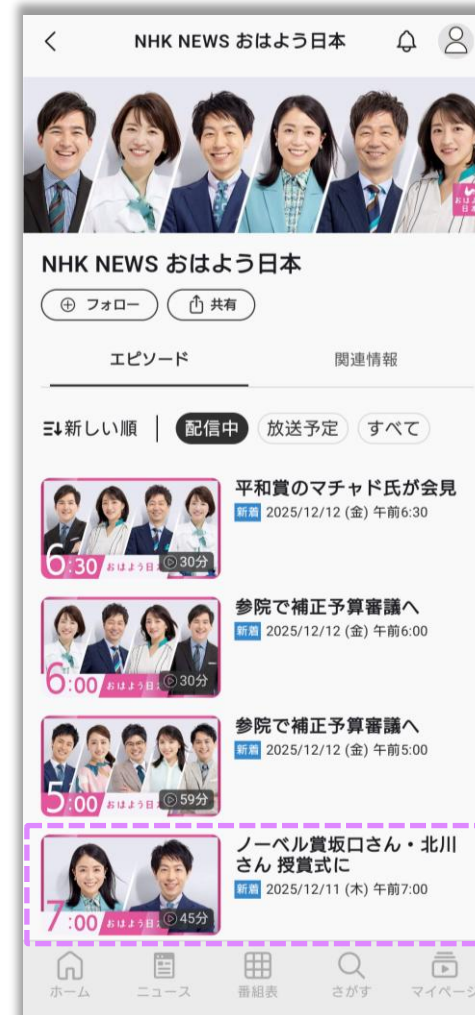 NHK NEWS おはよう日本
NHK NEWS おはよう日本
フォロー
共有
エピソード
関連情報
新しい順
配信中
放送予定
すべて
平和賞のマチャド氏が会見
新着 2025/12/12 (金) 午前6:30
6:30
30分
参院で補正予算審議へ
新着 2025/12/12 (金) 午前6:00
6:00
30分
参院で補正予算審議へ
新着 2025/12/12 (金) 午前5:00
5:00
59分
ノーベル賞坂口さん・北川
さん 授賞式に
新着 2025/12/11 (木) 午前7:00
7:00
45分
ホーム
ニュース
番組表
さがす
マイページ